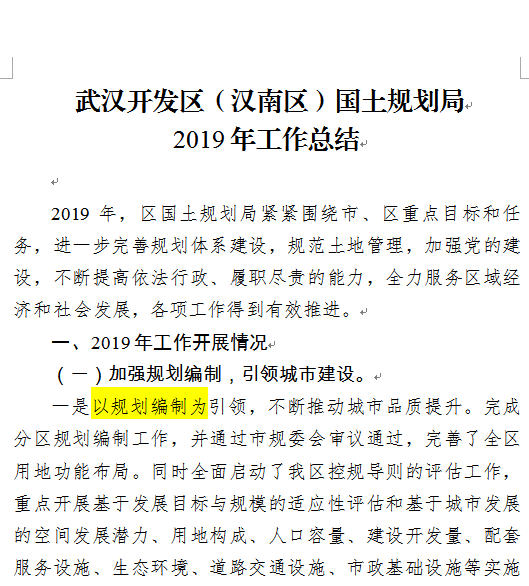 武汉开发区（汉南区）国土规划局
2019 年工作总结
2019 年，区国土规划局紧紧围绕市、区重点目标和任
务，进一步完善规划体系建设，规范土地管理，加强党的建
设，不断提高依法行政、履职尽责的能力，全力服务区域经
济和社会发展，各项工作得到有效推进。
一、2019 年工作开展情况
（一）加强规划编制，引领城市建设。
一是以规划编制为引领，不断推动城市品质提升。完成
分区规划编制工作，并通过市规委会审议通过，完善了全区
用地功能布局。同时全面启动了我区控规导则的评估工作，
重点开展基于发展目标与规模的适应性评估和基于城市发展
的空间发展潜力、用地构成、人口容量、建设开发量、配套
服务设施、生态环境、道路交通设施、市政基础设施等实施